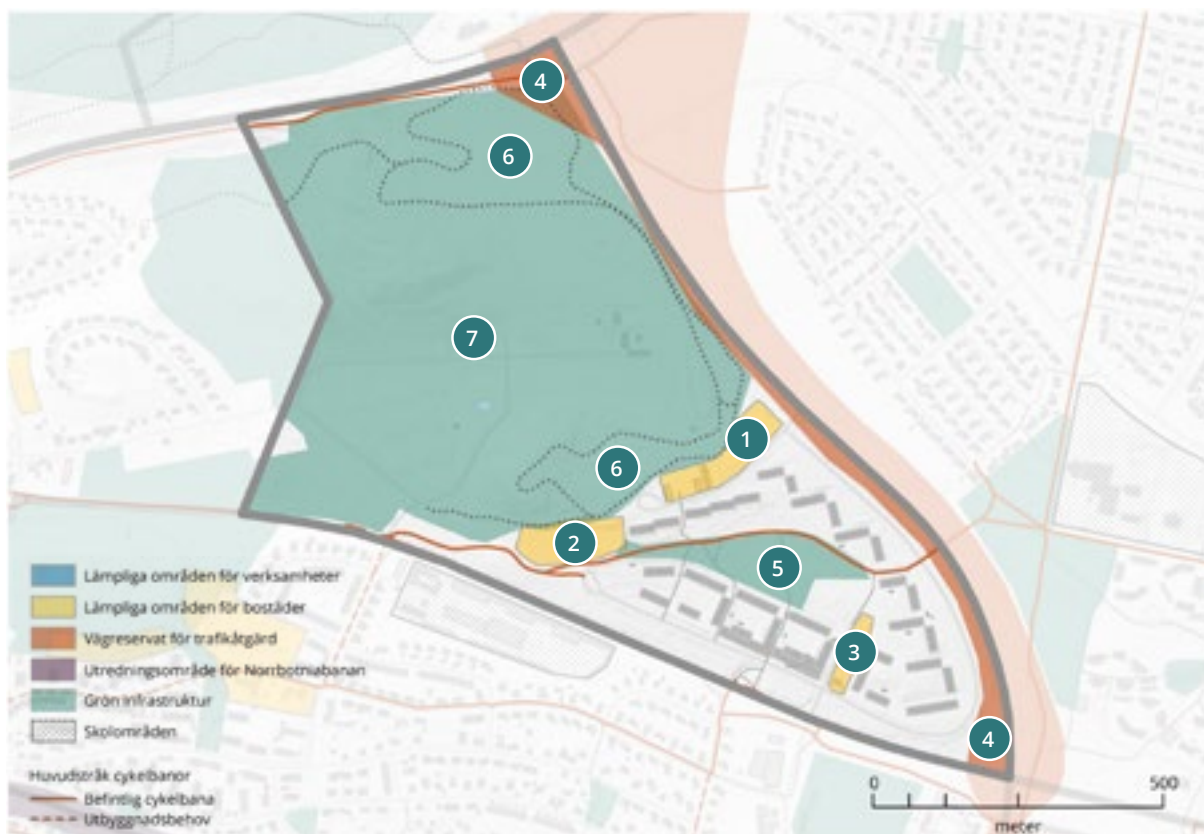 4
6
7
1
6
2
5
3
4
Lämpliga områden för verksamheter
Lämpliga områden för bostäder
Vägreservat för trafikåtgärd
Utredningsområde för Norrbotniabanan
Grön infrastruktur
Skolområden
Huvudstråk cykelbanor
Befintlig cykelbana
Utbyggnadsbehov
0 500
meter